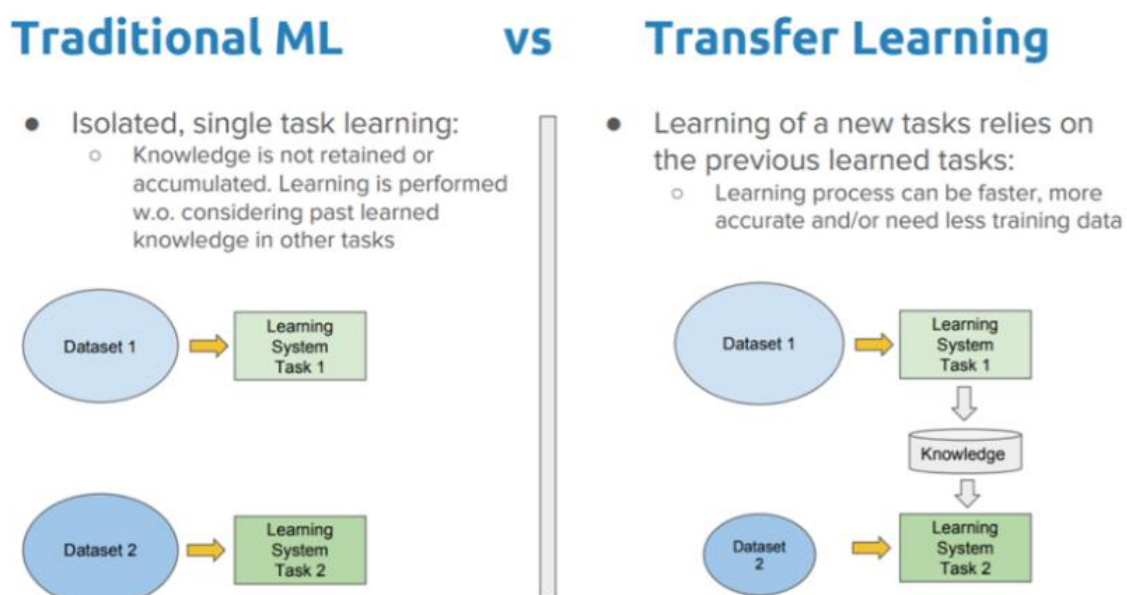 Traditional ML vs Transfer Learning
● Isolated, single task learning:
○ Knowledge is not retained or
accumulated. Learning is performed
w.o. considering past learned
knowledge in other tasks
Dataset 1
Learning
System
Task 1
Dataset 2
Learning
System
Task 2
● Learning of a new tasks relies on
the previous learned tasks:
○ Learning process can be faster, more
accurate and/or need less training data
Dataset 1
Learning
System
Task 1
Knowledge
Dataset
2
Learning
System
Task 2